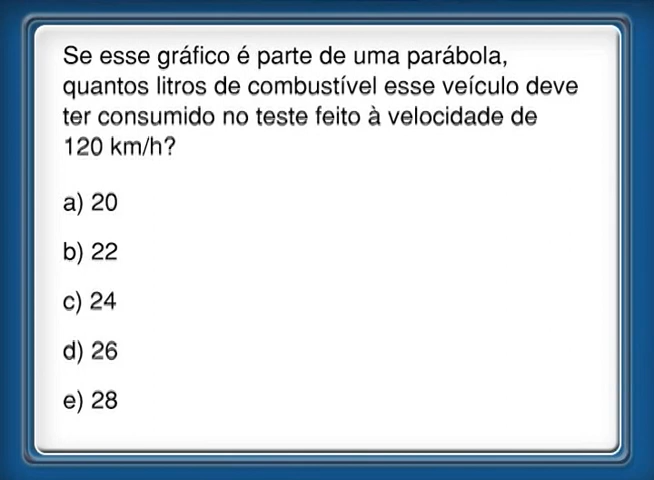 Se esse gráfico é parte de uma parábola,
quantos litros de combustível esse veículo deve
ter consumido no teste feito à velocidade de
120 km/h?
a) 20
b) 22
c) 24
d) 26
e) 28